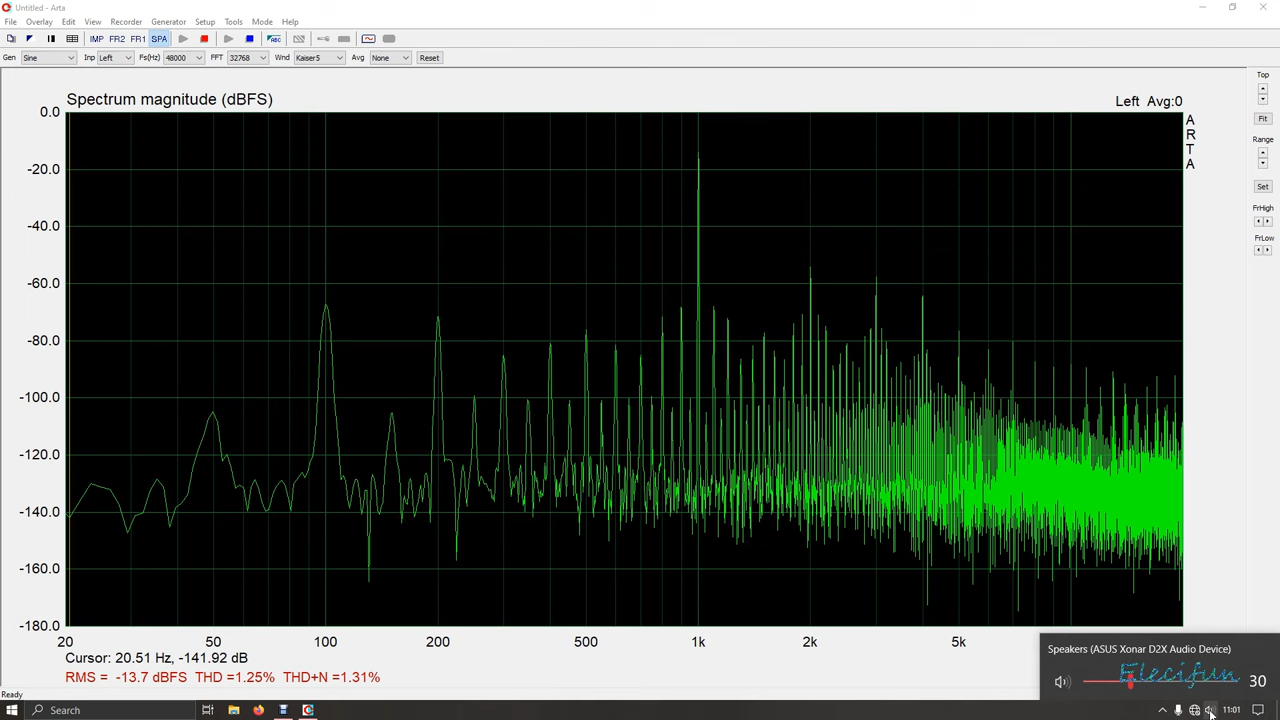 Untitled - Arta
File Overlay Edit View Recorder Generator Setup Tools Mode Help
IMP FR2 FR1 SPA ABC
Gen Sine Inp Left Fs(Hz) 48000 FFT 32768 Wnd Kaiser5 Avg None Reset
Top
Fit
Range
Set
FrHigh
FrLow
Spectrum magnitude (dBFS)
Left Avg:0
A
R
T
A
0.0
-20.0
-40.0
-60.0
-80.0
-100.0
-120.0
-140.0
-160.0
-180.0
20 50 100 200 500 1k 2k 5k
Cursor: 20.51 Hz, -141.92 dB
RMS = -13.7 dBFS THD =1.25% THD+N =1.31%
Speakers (ASUS Xonar D2X Audio Device)
Elecifun
30
Ready
Search
11:01